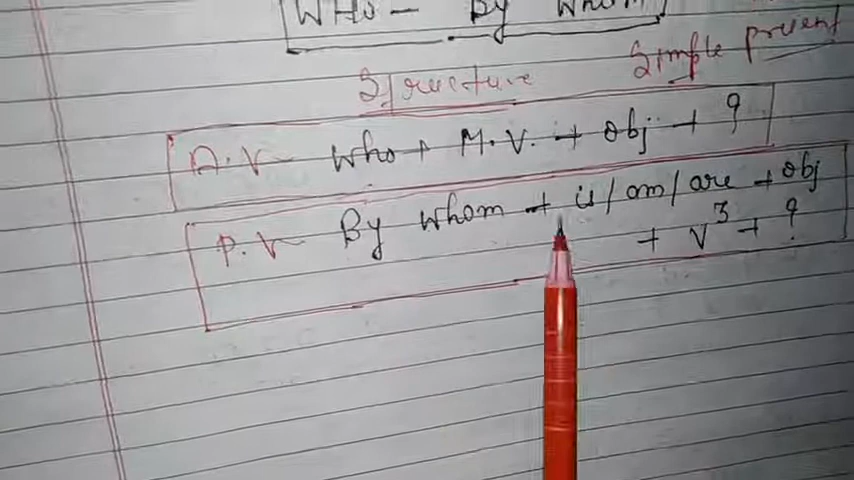 WHO - By Whom
Structure Simple present
A.V - Who + M.V. + obj + ?
P.V - By whom + is/am/are + obj
+ V3 + ?